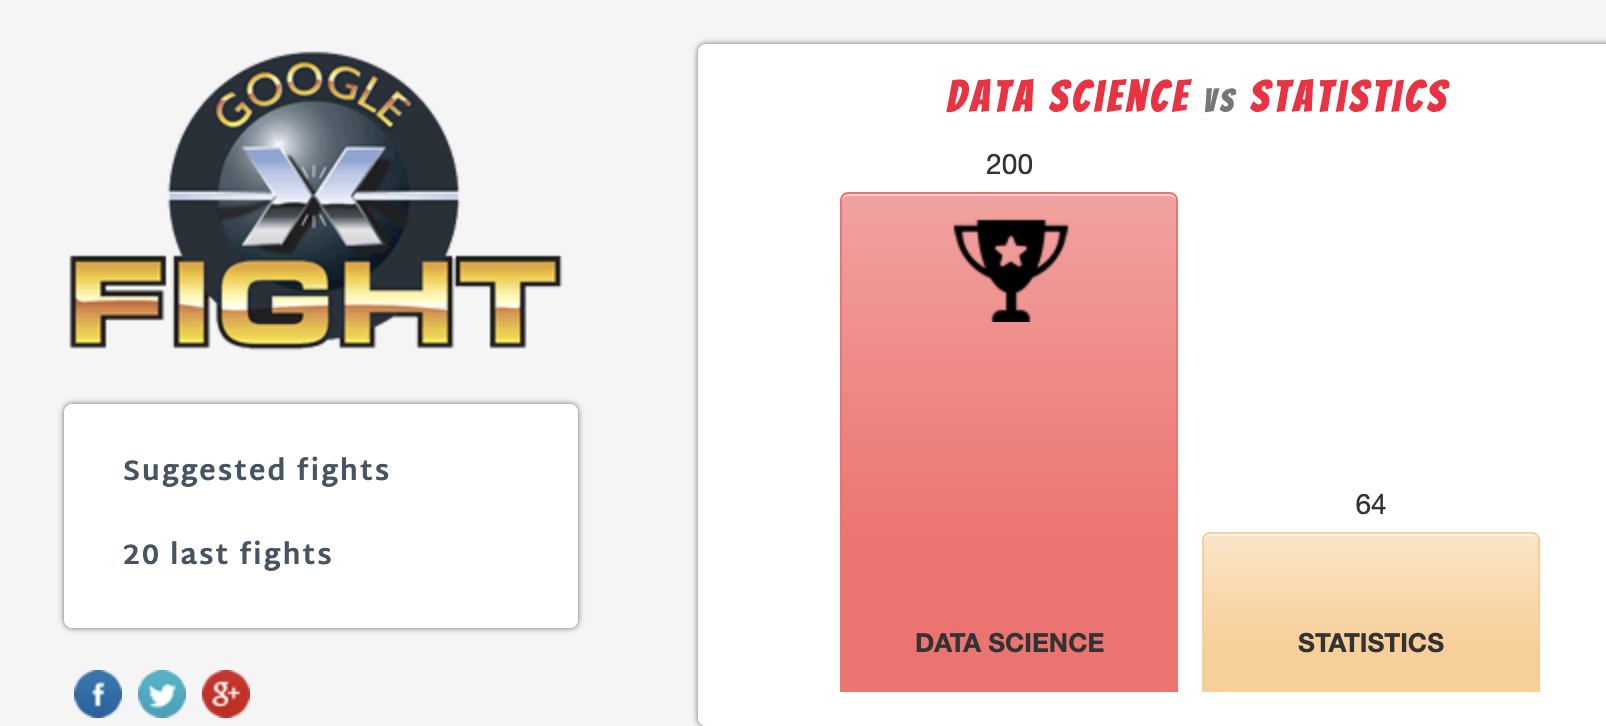 GOOGLE
X
FIGHT
Suggested fights
20 last fights
f
g+
DATA SCIENCE vs STATISTICS
200
64
DATA SCIENCE
STATISTICS